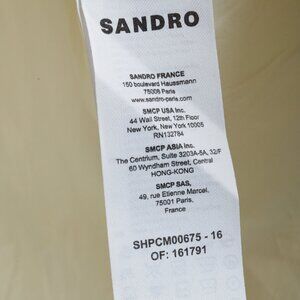 SANDRO
SANDRO FRANCE
150 boulevard Haussmann
75008 Paris
www.sandro-paris.com
SMCP USA Inc.
44 Wall Street, 12th Floor
New York, New York 10005
RN132784
SMCP ASIA Inc.
The Centrium, Suite 3203A-5A, 32/F
60 Wyndham Street, Central
HONG-KONG
SMCP SAS,
49, rue Etienne Marcel,
75001 Paris,
France
SHPCM00675 - 16
OF: 161791